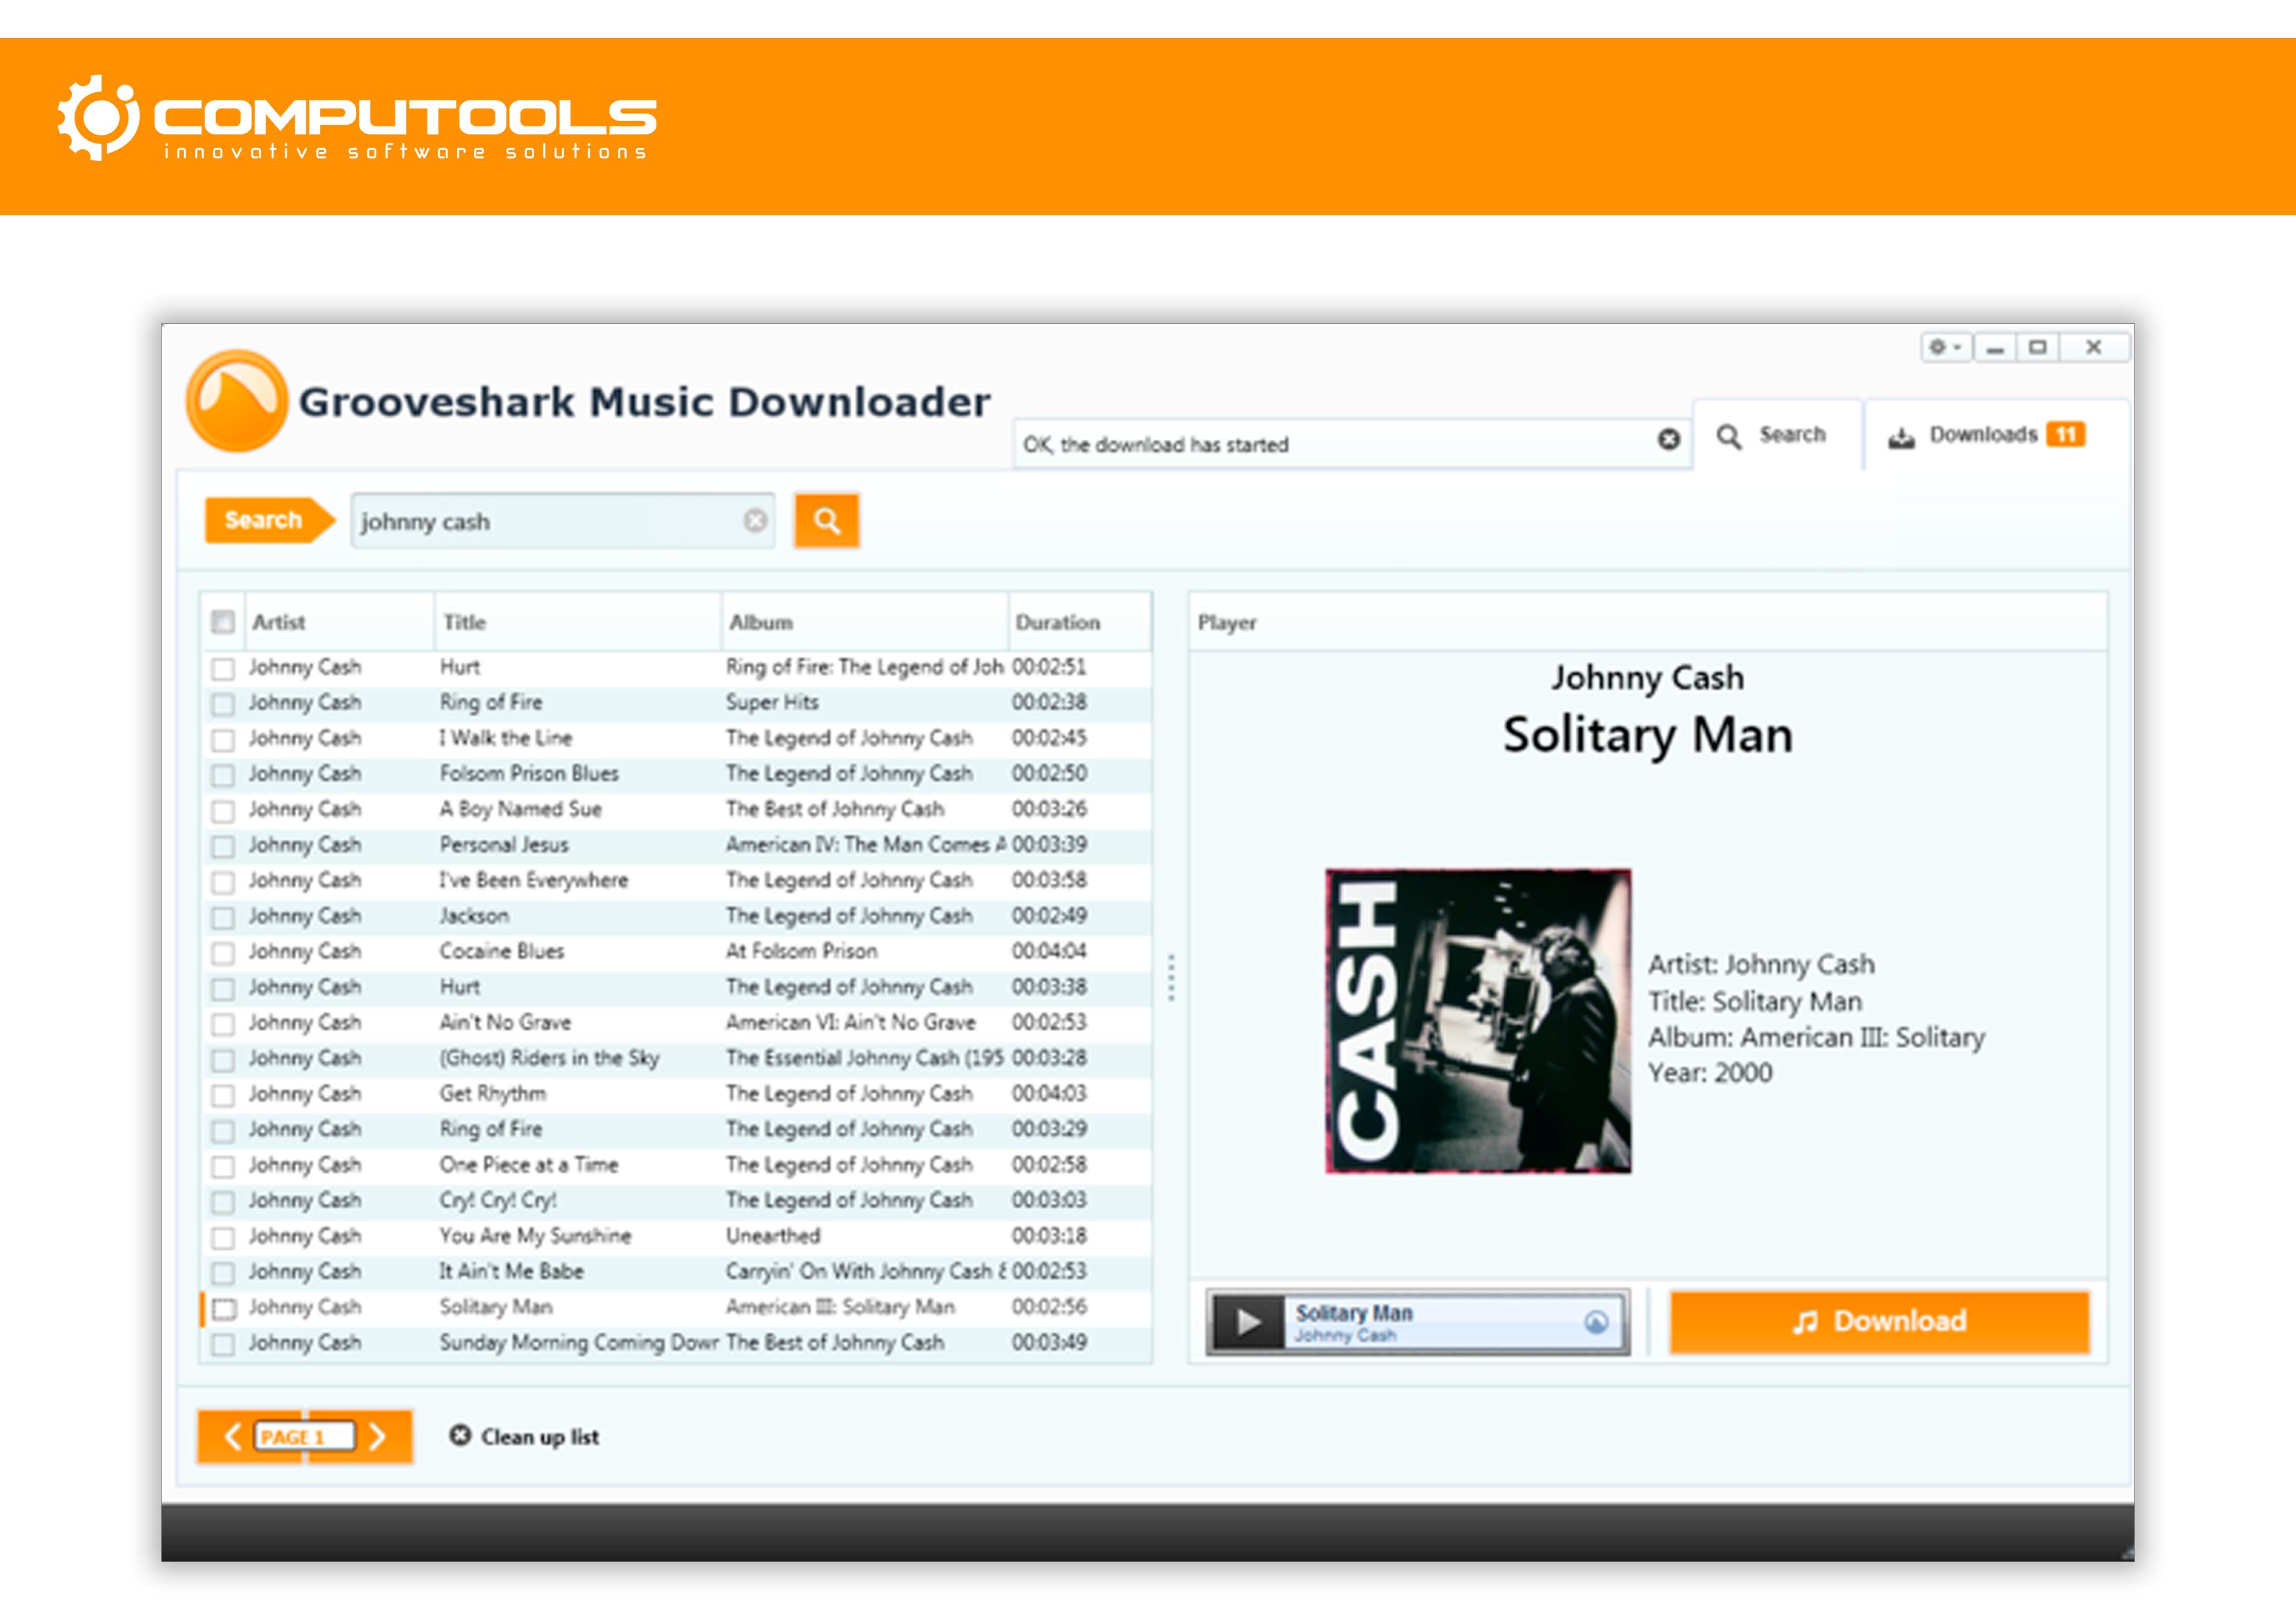 COMPUTOOLS
innovative software solutions
Grooveshark Music Downloader
OK, the download has started
Search
Downloads 11
Search
johnny cash
Artist Title Album Duration
Johnny Cash Hurt Ring of Fire: The Legend of Joh 00:02:51
Johnny Cash Ring of Fire Super Hits 00:02:38
Johnny Cash I Walk the Line The Legend of Johnny Cash 00:02:45
Johnny Cash Folsom Prison Blues The Legend of Johnny Cash 00:02:50
Johnny Cash A Boy Named Sue The Best of Johnny Cash 00:03:26
Johnny Cash Personal Jesus American IV: The Man Comes A 00:03:39
Johnny Cash I've Been Everywhere The Legend of Johnny Cash 00:03:58
Johnny Cash Jackson The Legend of Johnny Cash 00:02:49
Johnny Cash Cocaine Blues At Folsom Prison 00:04:04
Johnny Cash Hurt The Legend of Johnny Cash 00:03:38
Johnny Cash Ain't No Grave American VI: Ain't No Grave 00:02:53
Johnny Cash (Ghost) Riders in the Sky The Essential Johnny Cash (195 00:03:28
Johnny Cash Get Rhythm The Legend of Johnny Cash 00:04:03
Johnny Cash Ring of Fire The Legend of Johnny Cash 00:03:29
Johnny Cash One Piece at a Time The Legend of Johnny Cash 00:02:58
Johnny Cash Cry! Cry! Cry! The Legend of Johnny Cash 00:03:03
Johnny Cash You Are My Sunshine Unearthed 00:03:18
Johnny Cash It Ain't Me Babe Carryin' On With Johnny Cash & 00:02:53
Johnny Cash Solitary Man American III: Solitary Man 00:02:56
Johnny Cash Sunday Morning Coming Dowr The Best of Johnny Cash 00:03:49
Player
Johnny Cash
Solitary Man
CASH
Artist: Johnny Cash
Title: Solitary Man
Album: American III: Solitary
Year: 2000
Solitary Man
Johnny Cash
Download
PAGE 1
Clean up list